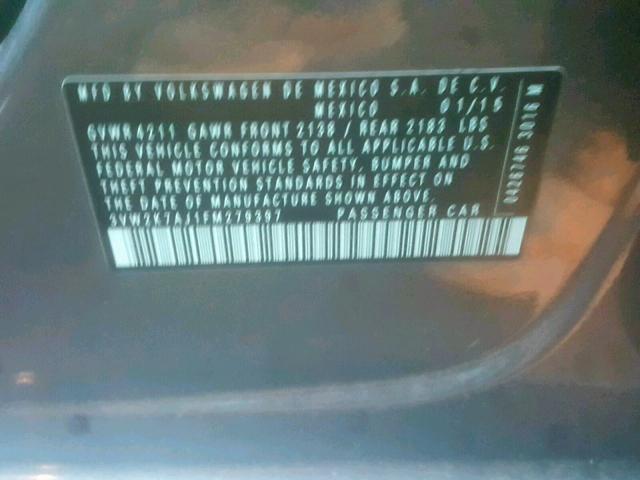 MFD BY VOLKSWAGEN DE MEXICO S.A. DE C.V.
MEXICO 01/15
GVWR 4211 GAWR FRONT 2138 / REAR 2183 LBS
THIS VEHICLE CONFORMS TO ALL APPLICABLE U.S.
FEDERAL MOTOR VEHICLE SAFETY, BUMPER AND
THEFT PREVENTION STANDARDS IN EFFECT ON
THE DATE OF MANUFACTURE SHOWN ABOVE.
3VW2K7AJ1FM279397 PASSENGER CAR